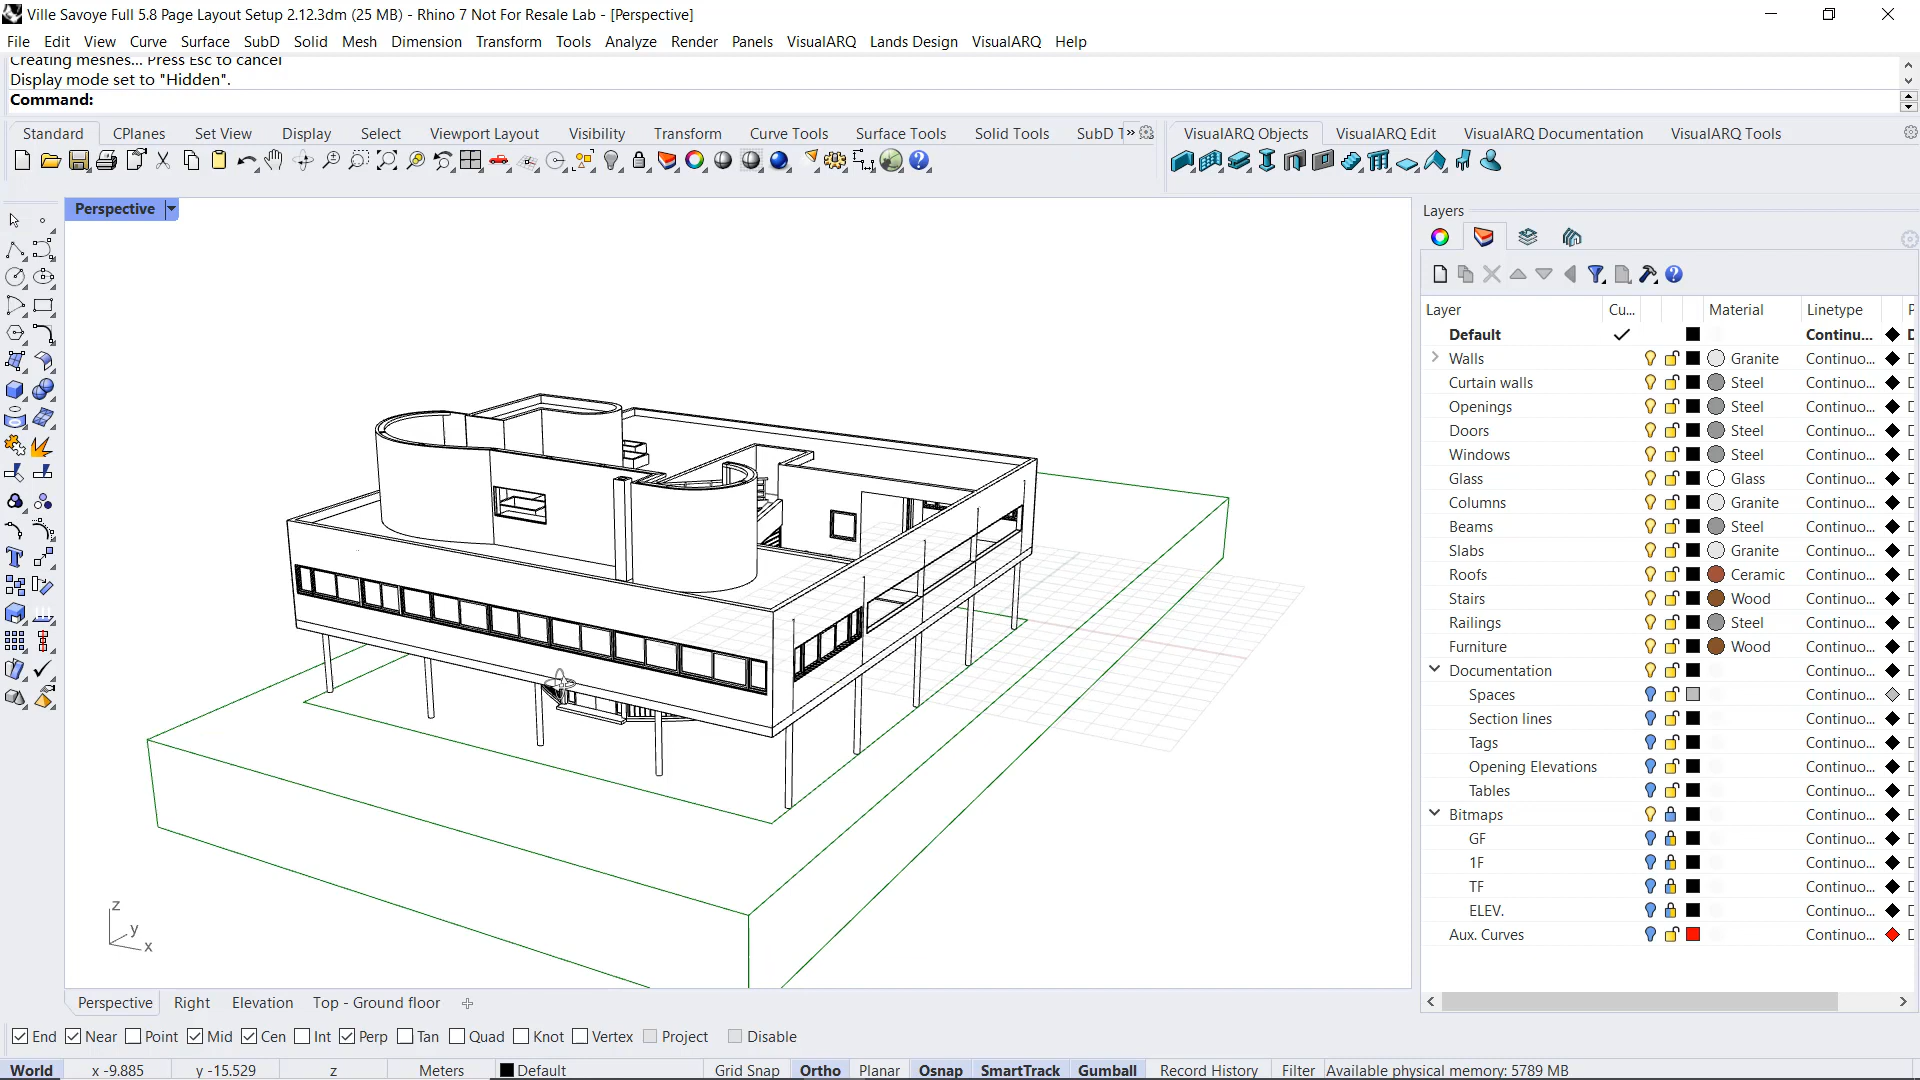 Ville Savoye Full 5.8 Page Layout Setup 2.12.3dm (25 MB) - Rhino 7 Not For Resale Lab - [Perspective]
File Edit View Curve Surface SubD Solid Mesh Dimension Transform Tools Analyze Render Panels VisualARQ Lands Design VisualARQ Help
Creating meshes... Press Esc to cancel
Display mode set to "Hidden".
Command:
Standard CPlanes Set View Display Select Viewport Layout Visibility Transform Curve Tools Surface Tools Solid Tools SubD T »
VisualARQ Objects VisualARQ Edit VisualARQ Documentation VisualARQ Tools
Perspective
z
y
x
Layers
Layer Cu... Material Linetype P
Default Continu... D
Walls Granite Continuo... D
Curtain walls Steel Continuo... D
Openings Steel Continuo... D
Doors Steel Continuo... D
Windows Steel Continuo... D
Glass Glass Continuo... D
Columns Granite Continuo... D
Beams Steel Continuo... D
Slabs Granite Continuo... D
Roofs Ceramic Continuo... D
Stairs Wood Continuo... D
Railings Steel Continuo... D
Furniture Wood Continuo... D
Documentation Continuo... D
Spaces Continuo... D
Section lines Continuo... D
Tags Continuo... D
Opening Elevations Continuo... D
Tables Continuo... D
Bitmaps Continuo... D
GF Continuo... D
1F Continuo... D
TF Continuo... D
ELEV. Continuo... D
Aux. Curves Continuo... D
Perspective Right Elevation Top - Ground floor
End Near Point Mid Cen Int Perp Tan Quad Knot Vertex Project Disable
World x -9.885 y -15.529 z Meters Default Grid Snap Ortho Planar Osnap SmartTrack Gumball Record History Filter Available physical memory: 5789 MB